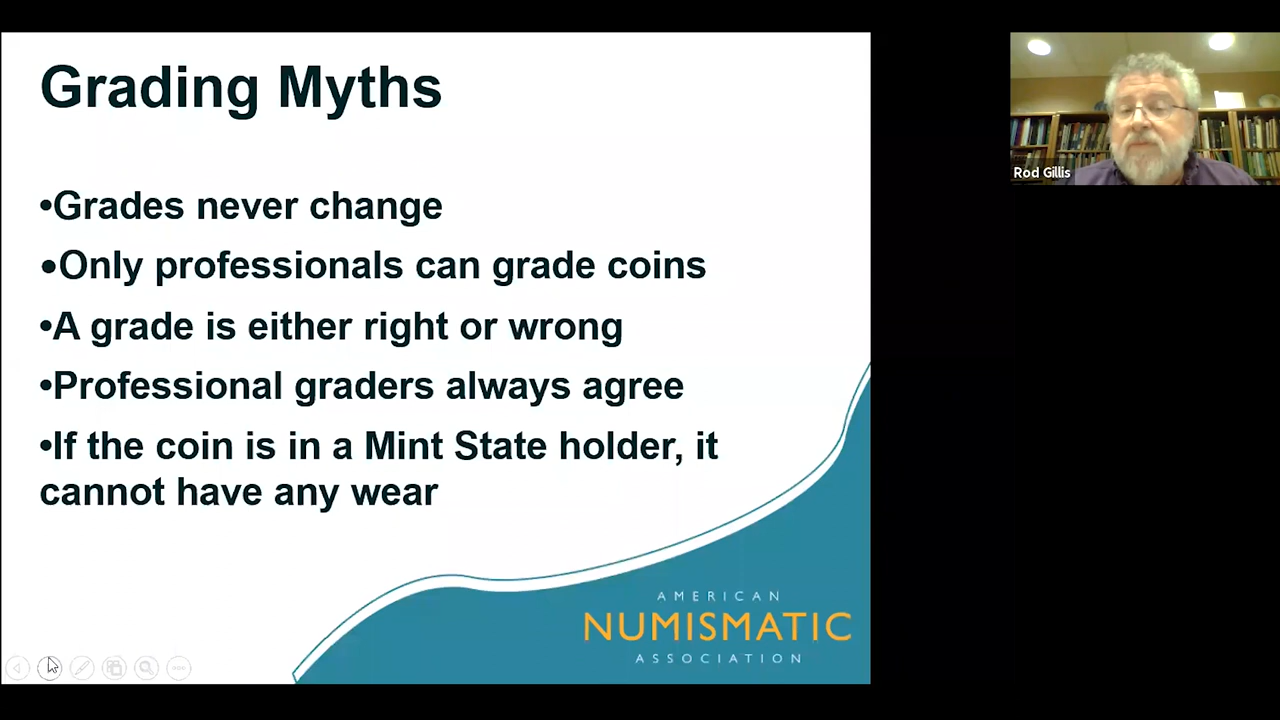 Grading Myths
•Grades never change
•Only professionals can grade coins
•A grade is either right or wrong
•Professional graders always agree
•If the coin is in a Mint State holder, it
cannot have any wear
AMERICAN
NUMISMATIC
ASSOCIATION
Rod Gillis